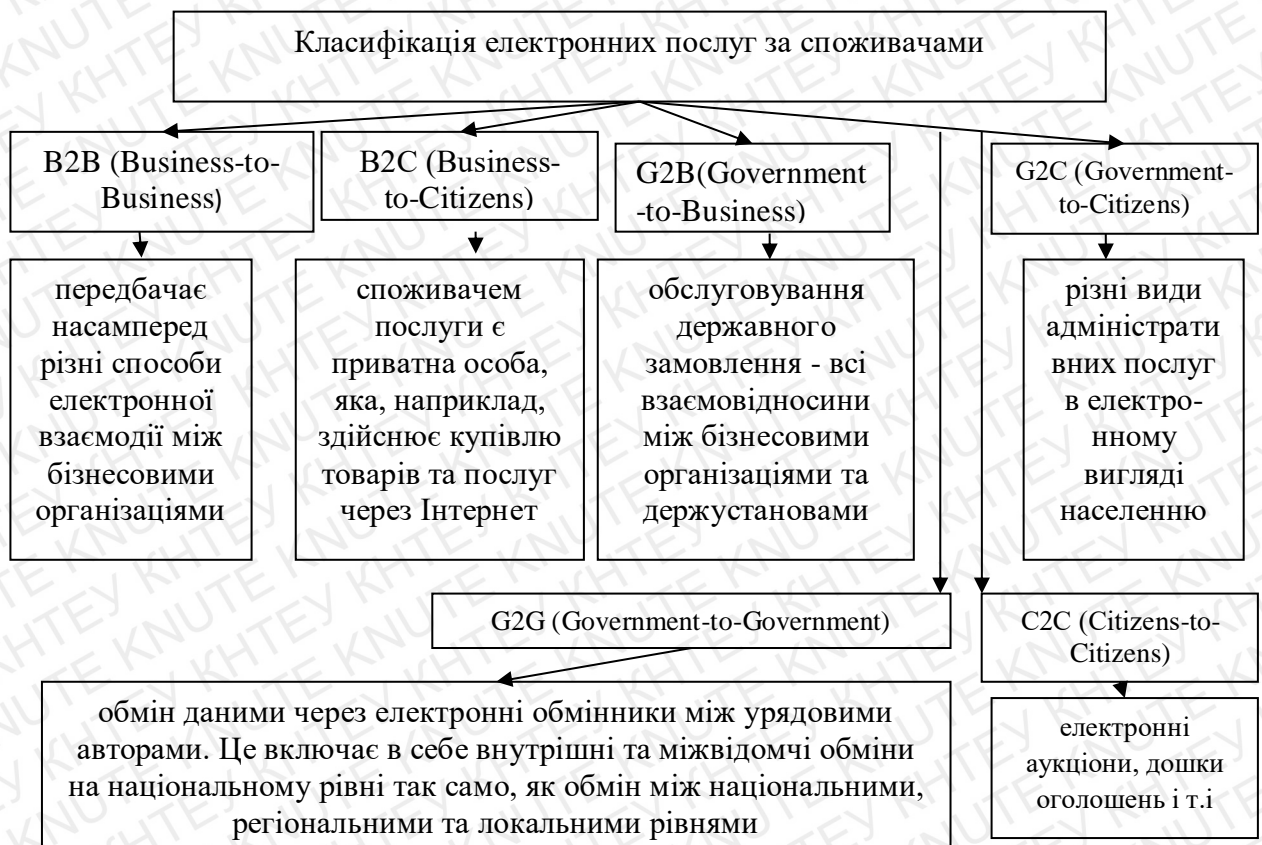 Класифікація електронних послуг за споживачами
B2B (Business-to-
Business)
B2C (Business-
to-Citizens)
G2B(Government
-to-Business)
G2C (Government-
to-Citizens)
передбачає
насамперед
різні способи
електронної
взаємодії між
бізнесовими
організаціями
споживачем
послуги є
приватна особа,
яка, наприклад,
здійснює купівлю
товарів та послуг
через Інтернет
обслуговування
державного
замовлення - всі
взаємовідносини
між бізнесовими
організаціями та
держустановами
різні види
адміністрати
вних послуг
в електро-
нному
вигляді
населенню
G2G (Government-to-Government)
C2C (Citizens-to-
Citizens)
обмін даними через електронні обмінники між урядовими
авторами. Це включає в себе внутрішні та міжвідомчі обміни
на національному рівні так само, як обмін між національними,
регіональними та локальними рівнями
електронні
аукціони, дошки
оголошень і т.і